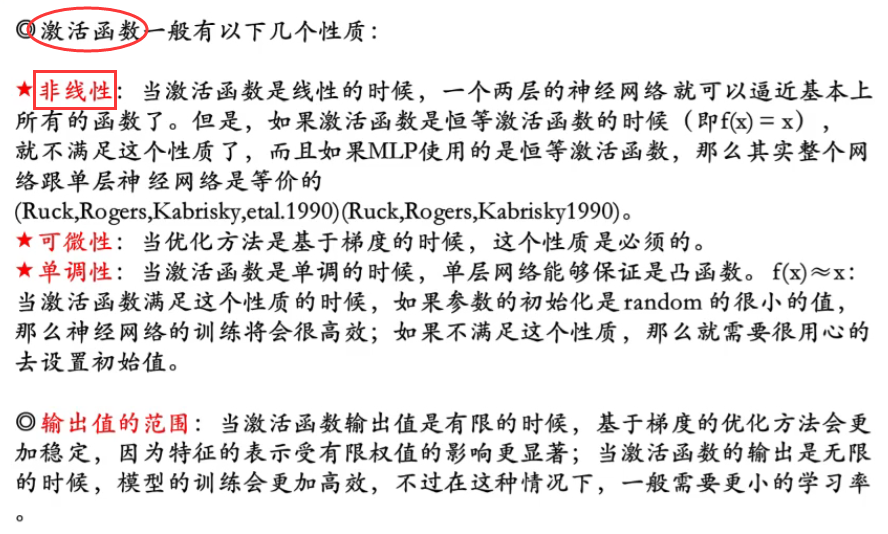 ◎激活函数一般有以下几个性质：
★非线性：当激活函数是线性的时候，一个两层的神经网络 就可以逼近基本上
所有的函数了。但是，如果激活函数是恒等激活函数的时候（即f(x) = x），
就不满足这个性质了，而且如果MLP使用的是恒等激活函数，那么其实整个网
络跟单层神 经网络是等价的
(Ruck,Rogers,Kabrisky,etal.1990)(Ruck,Rogers,Kabrisky1990)。
★可微性：当优化方法是基于梯度的时候，这个性质是必须的。
★单调性：当激活函数是单调的时候，单层网络能够保证是凸函数。f(x)≈x：
当激活函数满足这个性质的时候，如果参数的初始化是 random 的很小的值，
那么神经网络的训练将会很高效；如果不满足这个性质，那么就需要很用心的
去设置初始值。
◎输出值的范围：当激活函数输出值是有限的时候，基于梯度的优化方法会更
加稳定，因为特征的表示受有限权值的影响更显著；当激活函数的输出是无限
的时候，模型的训练会更加高效，不过在这种情况下，一般需要更小的学习率
。